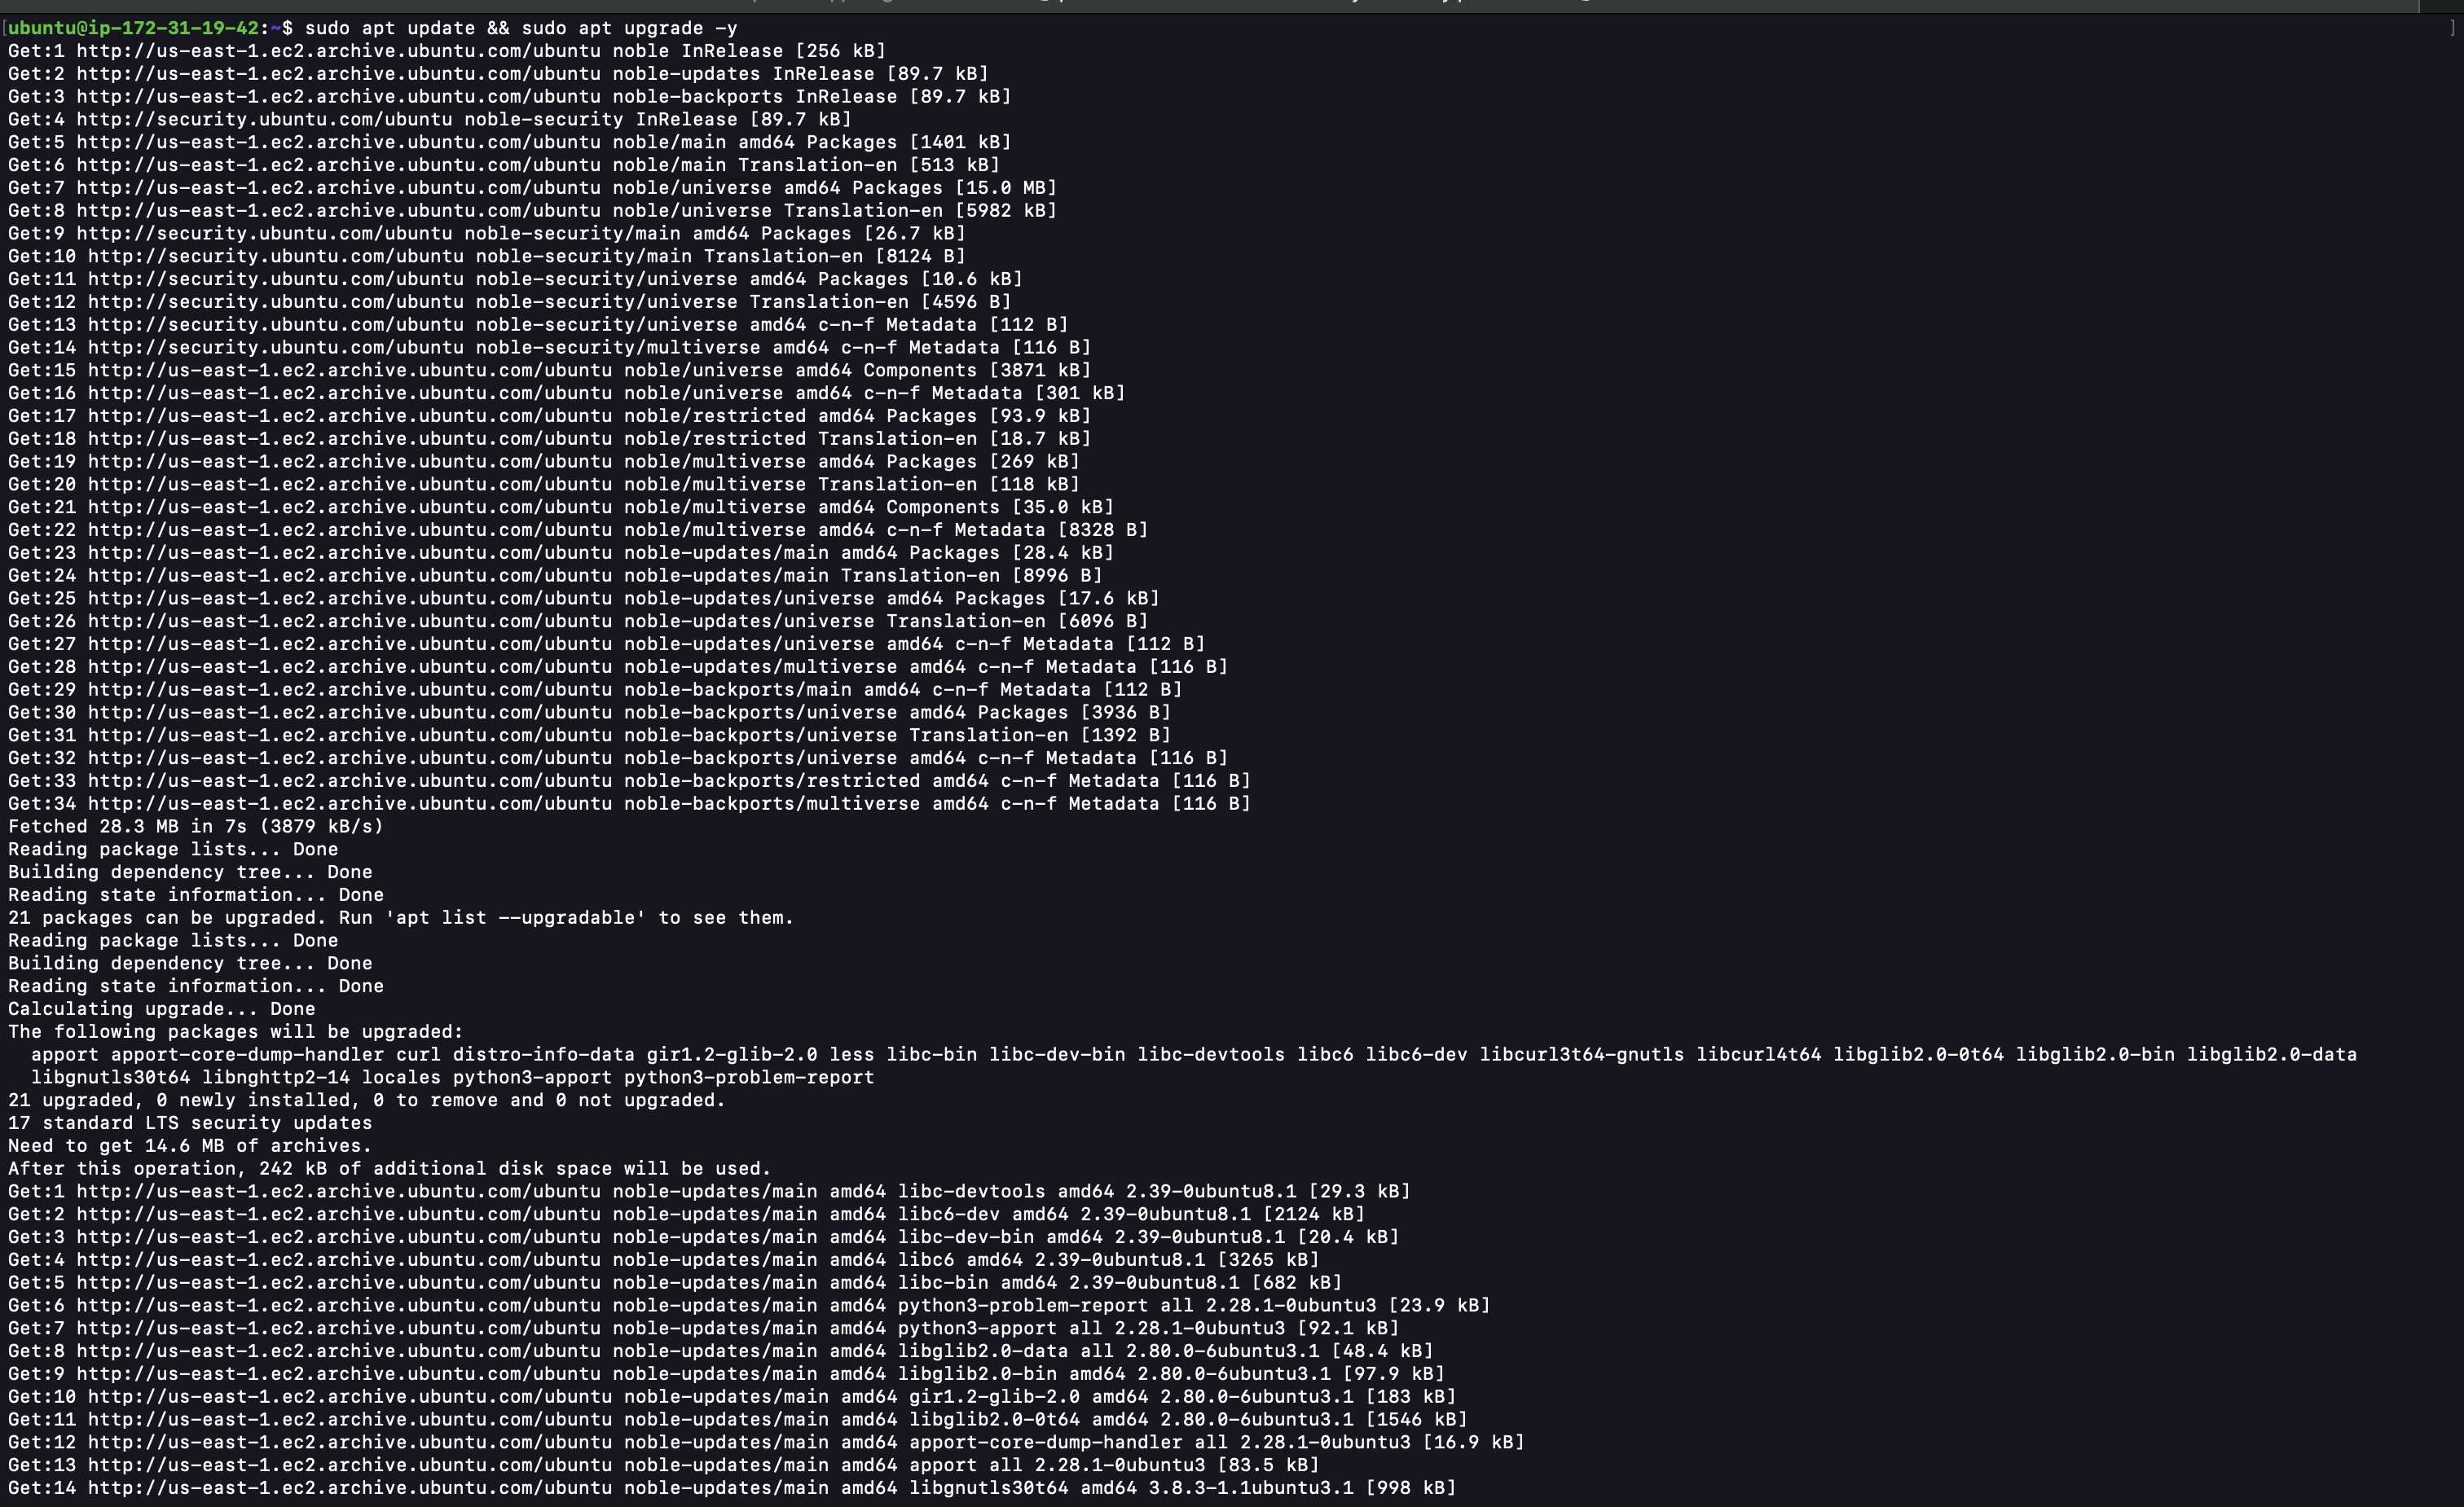 ubuntu@ip-172-31-19-42:~$ sudo apt update && sudo apt upgrade -y
Get:1 http://us-east-1.ec2.archive.ubuntu.com/ubuntu noble InRelease [256 kB]
Get:2 http://us-east-1.ec2.archive.ubuntu.com/ubuntu noble-updates InRelease [89.7 kB]
Get:3 http://us-east-1.ec2.archive.ubuntu.com/ubuntu noble-backports InRelease [89.7 kB]
Get:4 http://security.ubuntu.com/ubuntu noble-security InRelease [89.7 kB]
Get:5 http://us-east-1.ec2.archive.ubuntu.com/ubuntu noble/main amd64 Packages [1401 kB]
Get:6 http://us-east-1.ec2.archive.ubuntu.com/ubuntu noble/main Translation-en [513 kB]
Get:7 http://us-east-1.ec2.archive.ubuntu.com/ubuntu noble/universe amd64 Packages [15.0 MB]
Get:8 http://us-east-1.ec2.archive.ubuntu.com/ubuntu noble/universe Translation-en [5982 kB]
Get:9 http://security.ubuntu.com/ubuntu noble-security/main amd64 Packages [26.7 kB]
Get:10 http://security.ubuntu.com/ubuntu noble-security/main Translation-en [8124 B]
Get:11 http://security.ubuntu.com/ubuntu noble-security/universe amd64 Packages [10.6 kB]
Get:12 http://security.ubuntu.com/ubuntu noble-security/universe Translation-en [4596 B]
Get:13 http://security.ubuntu.com/ubuntu noble-security/universe amd64 c-n-f Metadata [112 B]
Get:14 http://security.ubuntu.com/ubuntu noble-security/multiverse amd64 c-n-f Metadata [116 B]
Get:15 http://us-east-1.ec2.archive.ubuntu.com/ubuntu noble/universe amd64 Components [3871 kB]
Get:16 http://us-east-1.ec2.archive.ubuntu.com/ubuntu noble/universe amd64 c-n-f Metadata [301 kB]
Get:17 http://us-east-1.ec2.archive.ubuntu.com/ubuntu noble/restricted amd64 Packages [93.9 kB]
Get:18 http://us-east-1.ec2.archive.ubuntu.com/ubuntu noble/restricted Translation-en [18.7 kB]
Get:19 http://us-east-1.ec2.archive.ubuntu.com/ubuntu noble/multiverse amd64 Packages [269 kB]
Get:20 http://us-east-1.ec2.archive.ubuntu.com/ubuntu noble/multiverse Translation-en [118 kB]
Get:21 http://us-east-1.ec2.archive.ubuntu.com/ubuntu noble/multiverse amd64 Components [35.0 kB]
Get:22 http://us-east-1.ec2.archive.ubuntu.com/ubuntu noble/multiverse amd64 c-n-f Metadata [8328 B]
Get:23 http://us-east-1.ec2.archive.ubuntu.com/ubuntu noble-updates/main amd64 Packages [28.4 kB]
Get:24 http://us-east-1.ec2.archive.ubuntu.com/ubuntu noble-updates/main Translation-en [8996 B]
Get:25 http://us-east-1.ec2.archive.ubuntu.com/ubuntu noble-updates/universe amd64 Packages [17.6 kB]
Get:26 http://us-east-1.ec2.archive.ubuntu.com/ubuntu noble-updates/universe Translation-en [6096 B]
Get:27 http://us-east-1.ec2.archive.ubuntu.com/ubuntu noble-updates/universe amd64 c-n-f Metadata [112 B]
Get:28 http://us-east-1.ec2.archive.ubuntu.com/ubuntu noble-updates/multiverse amd64 c-n-f Metadata [116 B]
Get:29 http://us-east-1.ec2.archive.ubuntu.com/ubuntu noble-backports/main amd64 c-n-f Metadata [112 B]
Get:30 http://us-east-1.ec2.archive.ubuntu.com/ubuntu noble-backports/universe amd64 Packages [3936 B]
Get:31 http://us-east-1.ec2.archive.ubuntu.com/ubuntu noble-backports/universe Translation-en [1392 B]
Get:32 http://us-east-1.ec2.archive.ubuntu.com/ubuntu noble-backports/universe amd64 c-n-f Metadata [116 B]
Get:33 http://us-east-1.ec2.archive.ubuntu.com/ubuntu noble-backports/restricted amd64 c-n-f Metadata [116 B]
Get:34 http://us-east-1.ec2.archive.ubuntu.com/ubuntu noble-backports/multiverse amd64 c-n-f Metadata [116 B]
Fetched 28.3 MB in 7s (3879 kB/s)
Reading package lists... Done
Building dependency tree... Done
Reading state information... Done
21 packages can be upgraded. Run 'apt list --upgradable' to see them.
Reading package lists... Done
Building dependency tree... Done
Reading state information... Done
Calculating upgrade... Done
The following packages will be upgraded:
apport apport-core-dump-handler curl distro-info-data gir1.2-glib-2.0 less libc-bin libc-dev-bin libc-devtools libc6 libc6-dev libcurl3t64-gnutls libcurl4t64 libglib2.0-0t64 libglib2.0-bin libglib2.0-data
libgnutls30t64 libnghttp2-14 locales python3-apport python3-problem-report
21 upgraded, 0 newly installed, 0 to remove and 0 not upgraded.
17 standard LTS security updates
Need to get 14.6 MB of archives.
After this operation, 242 kB of additional disk space will be used.
Get:1 http://us-east-1.ec2.archive.ubuntu.com/ubuntu noble-updates/main amd64 libc-devtools amd64 2.39-0ubuntu8.1 [29.3 kB]
Get:2 http://us-east-1.ec2.archive.ubuntu.com/ubuntu noble-updates/main amd64 libc6-dev amd64 2.39-0ubuntu8.1 [2124 kB]
Get:3 http://us-east-1.ec2.archive.ubuntu.com/ubuntu noble-updates/main amd64 libc-dev-bin amd64 2.39-0ubuntu8.1 [20.4 kB]
Get:4 http://us-east-1.ec2.archive.ubuntu.com/ubuntu noble-updates/main amd64 libc6 amd64 2.39-0ubuntu8.1 [3265 kB]
Get:5 http://us-east-1.ec2.archive.ubuntu.com/ubuntu noble-updates/main amd64 libc-bin amd64 2.39-0ubuntu8.1 [682 kB]
Get:6 http://us-east-1.ec2.archive.ubuntu.com/ubuntu noble-updates/main amd64 python3-problem-report all 2.28.1-0ubuntu3 [23.9 kB]
Get:7 http://us-east-1.ec2.archive.ubuntu.com/ubuntu noble-updates/main amd64 python3-apport all 2.28.1-0ubuntu3 [92.1 kB]
Get:8 http://us-east-1.ec2.archive.ubuntu.com/ubuntu noble-updates/main amd64 libglib2.0-data all 2.80.0-6ubuntu3.1 [48.4 kB]
Get:9 http://us-east-1.ec2.archive.ubuntu.com/ubuntu noble-updates/main amd64 libglib2.0-bin amd64 2.80.0-6ubuntu3.1 [97.9 kB]
Get:10 http://us-east-1.ec2.archive.ubuntu.com/ubuntu noble-updates/main amd64 gir1.2-glib-2.0 amd64 2.80.0-6ubuntu3.1 [183 kB]
Get:11 http://us-east-1.ec2.archive.ubuntu.com/ubuntu noble-updates/main amd64 libglib2.0-0t64 amd64 2.80.0-6ubuntu3.1 [1546 kB]
Get:12 http://us-east-1.ec2.archive.ubuntu.com/ubuntu noble-updates/main amd64 apport-core-dump-handler all 2.28.1-0ubuntu3 [16.9 kB]
Get:13 http://us-east-1.ec2.archive.ubuntu.com/ubuntu noble-updates/main amd64 apport all 2.28.1-0ubuntu3 [83.5 kB]
Get:14 http://us-east-1.ec2.archive.ubuntu.com/ubuntu noble-updates/main amd64 libgnutls30t64 amd64 3.8.3-1.1ubuntu3.1 [998 kB]